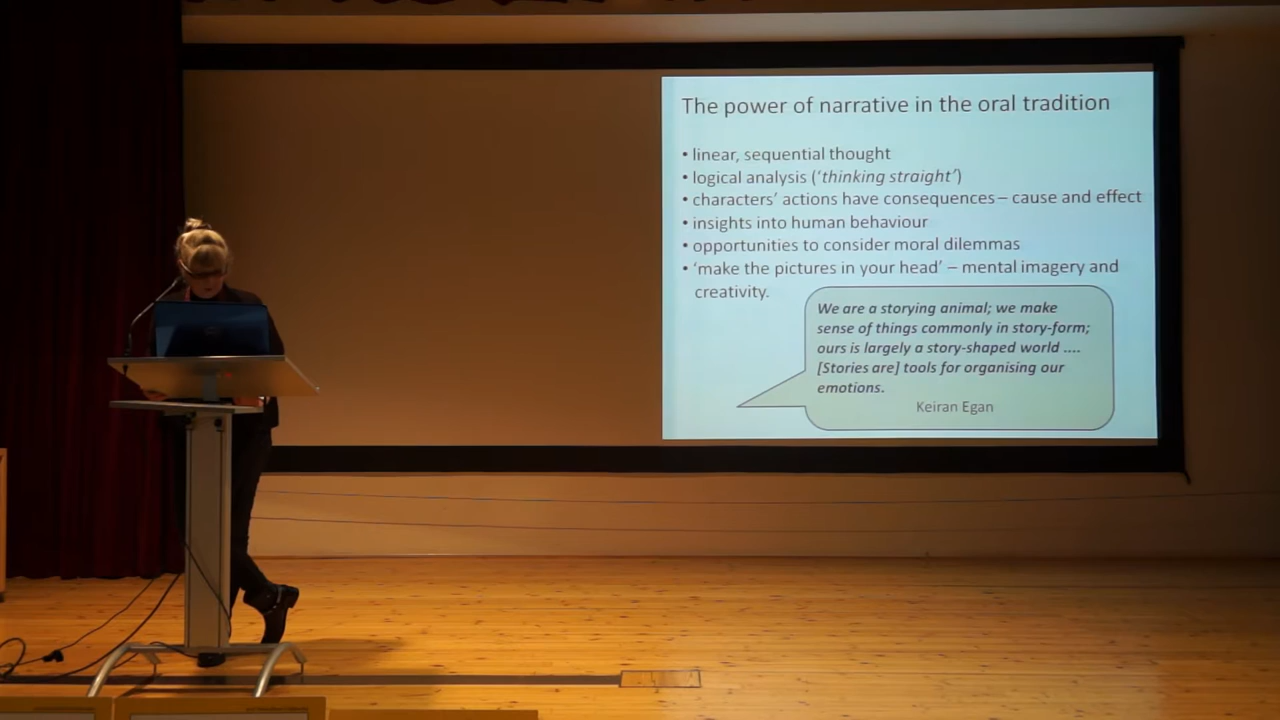 The power of narrative in the oral tradition
• linear, sequential thought
• logical analysis (‘thinking straight’)
• characters’ actions have consequences – cause and effect
• insights into human behaviour
• opportunities to consider moral dilemmas
• ‘make the pictures in your head’ – mental imagery and
creativity.
We are a storying animal; we make
sense of things commonly in story-form;
ours is largely a story-shaped world ....
[Stories are] tools for organising our
emotions.
Keiran Egan